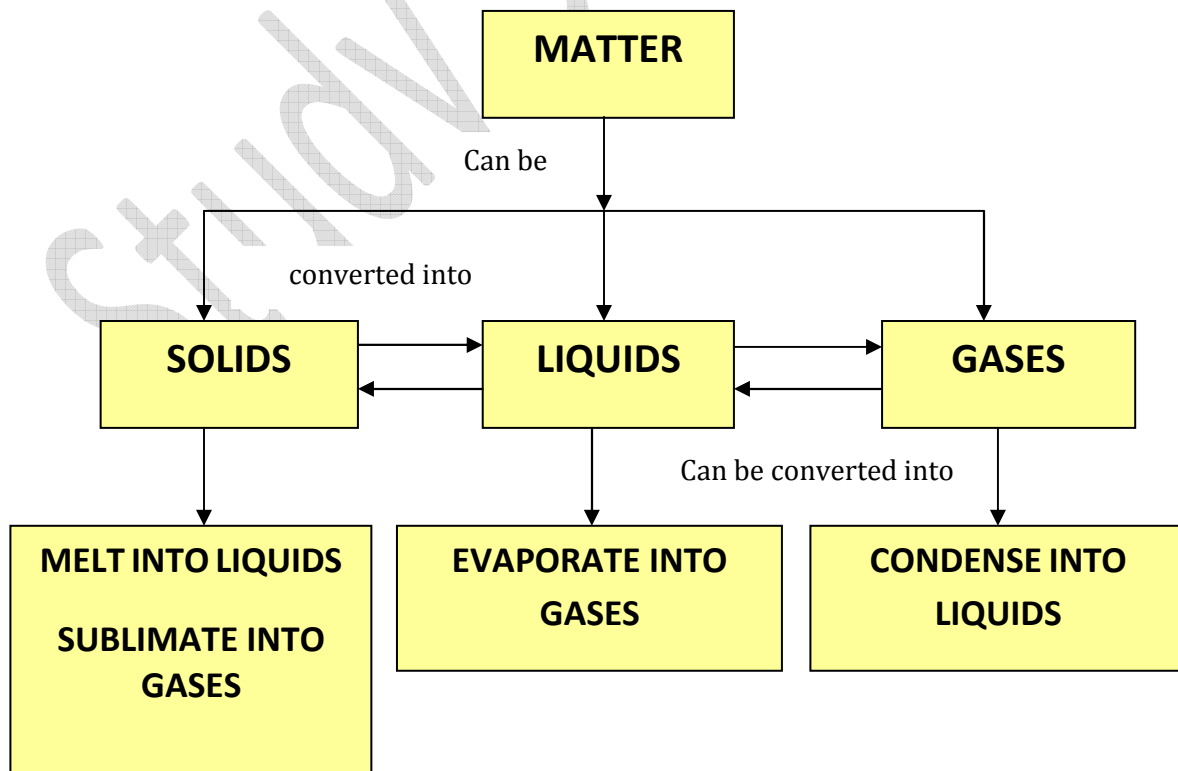 MATTER
Can be
converted into
SOLIDS
LIQUIDS
GASES
Can be converted into
MELT INTO LIQUIDS
SUBLIMATE INTO
GASES
EVAPORATE INTO
GASES
CONDENSE INTO
LIQUIDS
Study